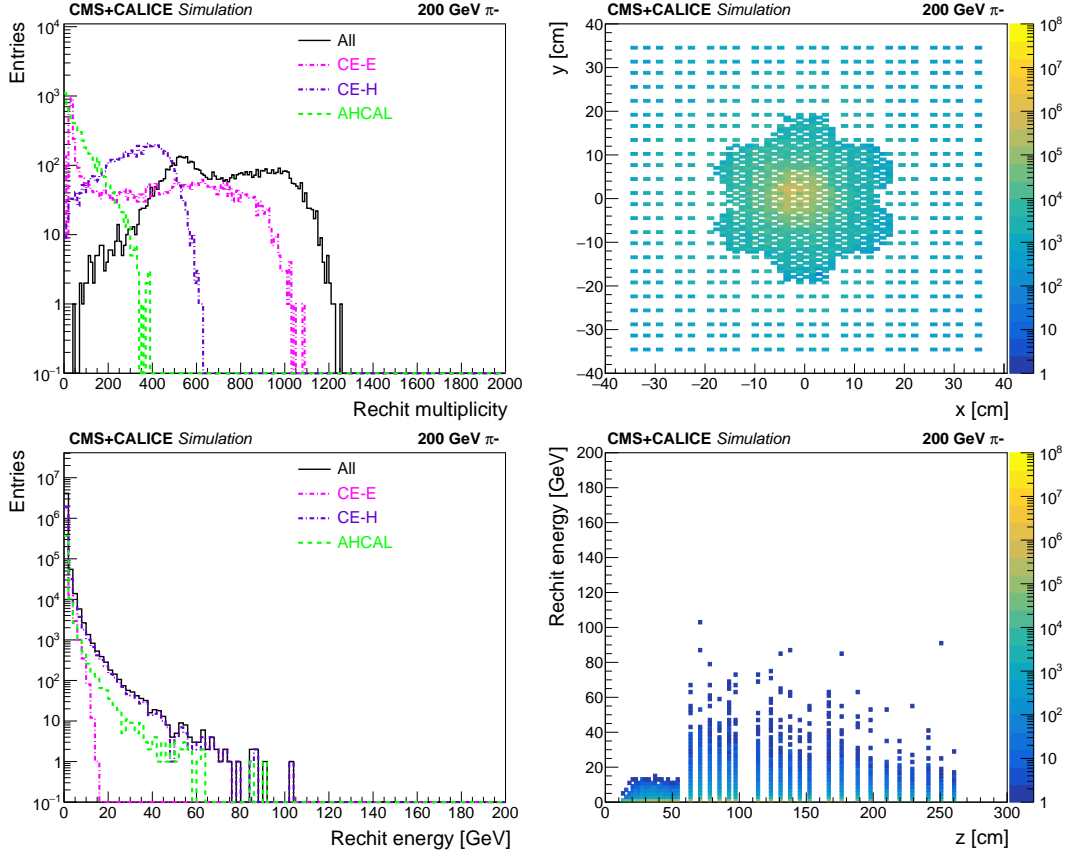 CMS+CALICE Simulation 200 GeV π-
Entries
10⁴
10³
10²
10
1
10⁻¹
All
CE-E
CE-H
AHCAL
0 200 400 600 800 1000 1200 1400 1600 1800 2000
Rechit multiplicity
CMS+CALICE Simulation 200 GeV π-
y [cm]
40
30
20
10
0
−10
−20
−30
−40
−40 −30 −20 −10 0 10 20 30 40
x [cm]
10⁸
10⁷
10⁶
10⁵
10⁴
10³
10²
10
1
CMS+CALICE Simulation 200 GeV π-
Entries
10⁷
10⁶
10⁵
10⁴
10³
10²
10
1
10⁻¹
All
CE-E
CE-H
AHCAL
0 20 40 60 80 100 120 140 160 180 200
Rechit energy [GeV]
CMS+CALICE Simulation 200 GeV π-
Rechit energy [GeV]
200
180
160
140
120
100
80
60
40
20
0
0 50 100 150 200 250 300
z [cm]
10⁸
10⁷
10⁶
10⁵
10⁴
10³
10²
10
1